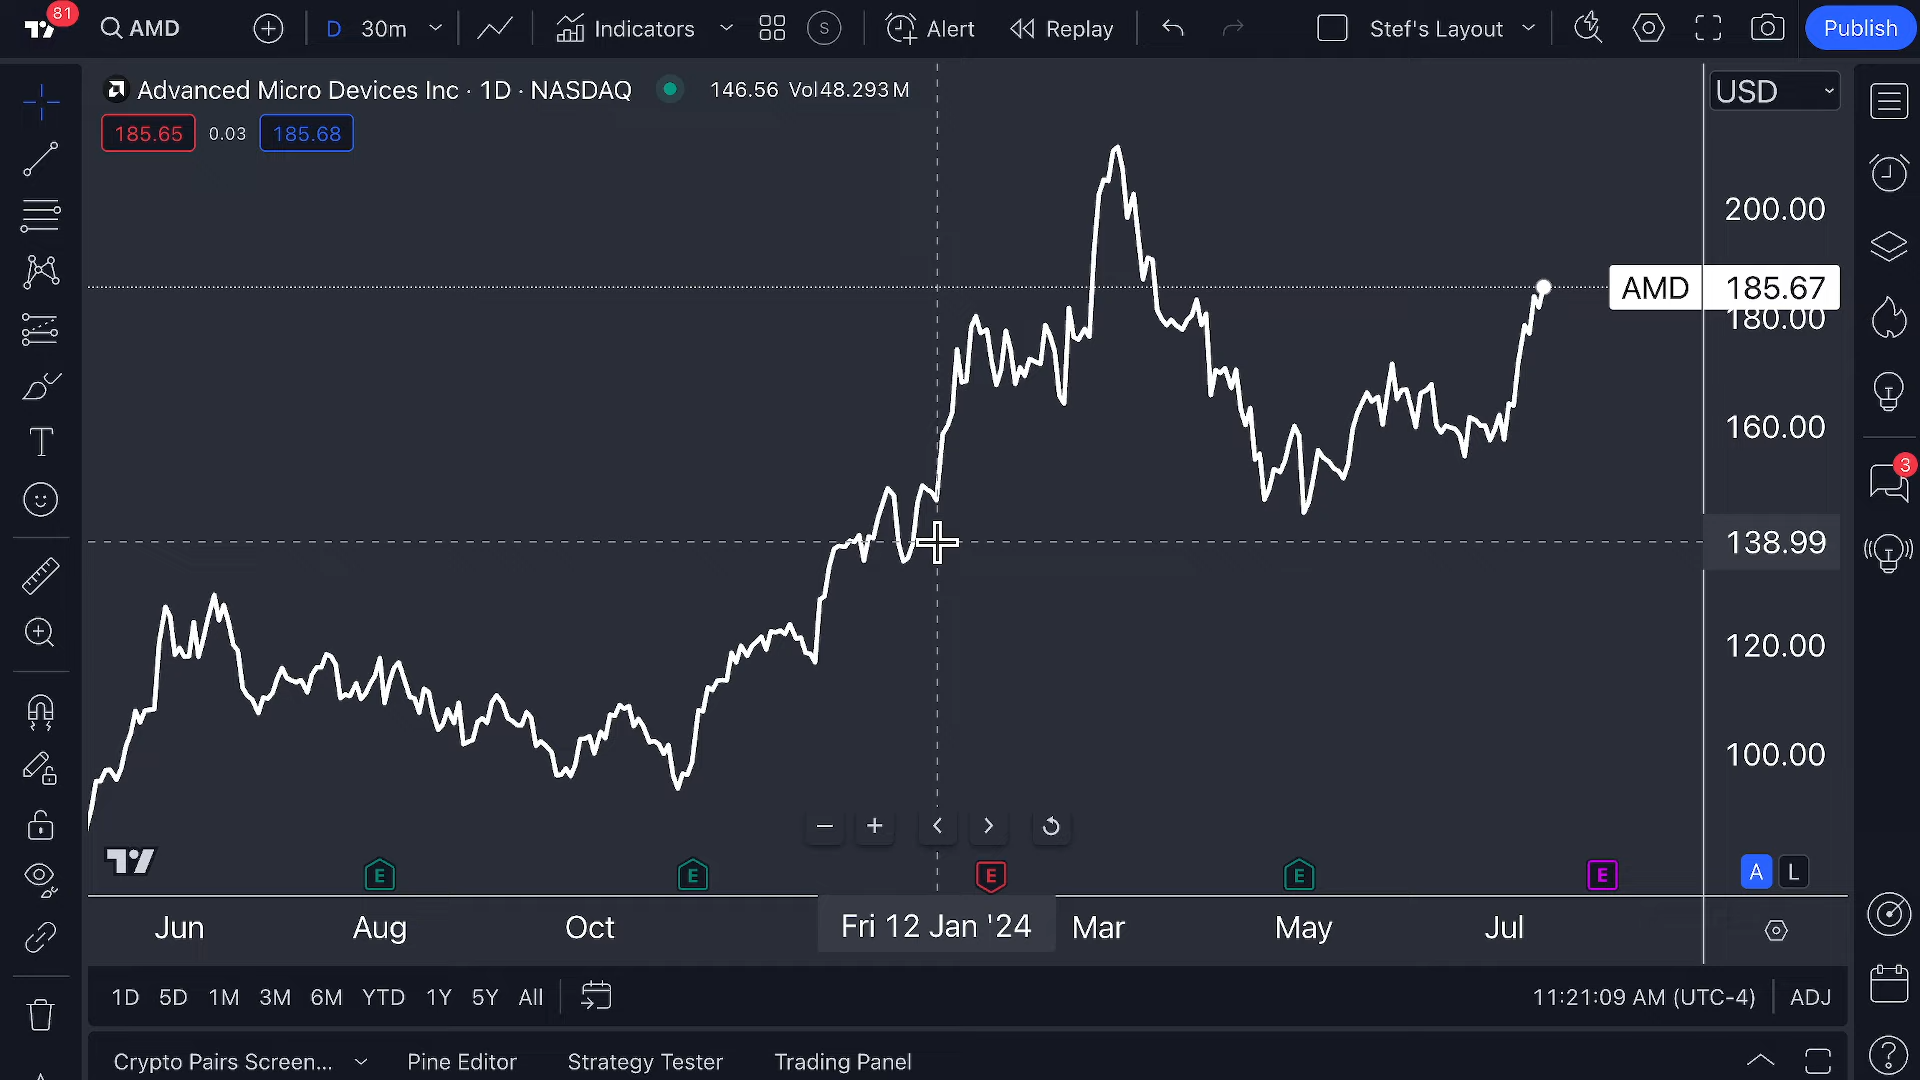 81
AMD
D 30m
Indicators
S
Alert
Replay
Stef's Layout
Publish
Advanced Micro Devices Inc · 1D · NASDAQ
146.56 Vol48.293M
185.65 0.03 185.68
USD
200.00
AMD 185.67
180.00
160.00
138.99
120.00
100.00
3
T
E E E E E
A L
Jun Aug Oct Fri 12 Jan '24 Mar May Jul
1D 5D 1M 3M 6M YTD 1Y 5Y All
11:21:09 AM (UTC-4) ADJ
Crypto Pairs Screen... Pine Editor Strategy Tester Trading Panel